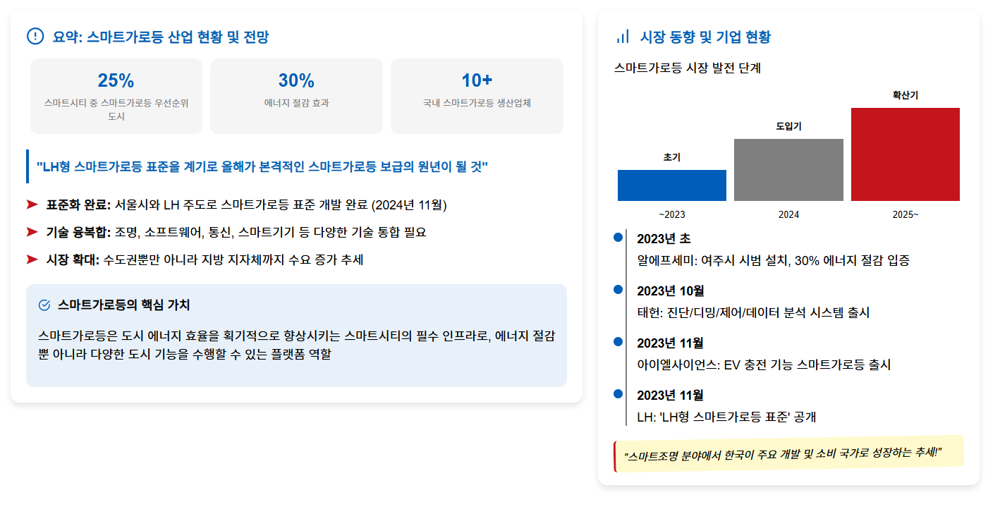 요약: 스마트가로등 산업 현황 및 전망
25%
스마트시티 중 스마트가로등 우선순위
도시
30%
에너지 절감 효과
10+
국내 스마트가로등 생산업체
"LH형 스마트가로등 표준을 계기로 올해가 본격적인 스마트가로등 보급의 원년이 될 것"
표준화 완료: 서울시와 LH 주도로 스마트가로등 표준 개발 완료 (2024년 11월)
기술 융복합: 조명, 소프트웨어, 통신, 스마트기기 등 다양한 기술 통합 필요
시장 확대: 수도권뿐만 아니라 지방 지자체까지 수요 증가 추세
스마트가로등의 핵심 가치
스마트가로등은 도시 에너지 효율을 획기적으로 향상시키는 스마트시티의 필수 인프라로, 에너지 절감
뿐 아니라 다양한 도시 기능을 수행할 수 있는 플랫폼 역할
시장 동향 및 기업 현황
스마트가로등 시장 발전 단계
초기
도입기
확산기
~2023
2024
2025~
2023년 초
알에프세미: 여주시 시범 설치, 30% 에너지 절감 입증
2023년 10월
태헌: 진단/디밍/제어/데이터 분석 시스템 출시
2023년 11월
아이엘사이언스: EV 충전 기능 스마트가로등 출시
2023년 11월
LH: 'LH형 스마트가로등 표준' 공개
"스마트조명 분야에서 한국이 주요 개발 및 소비 국가로 성장하는 추세!"